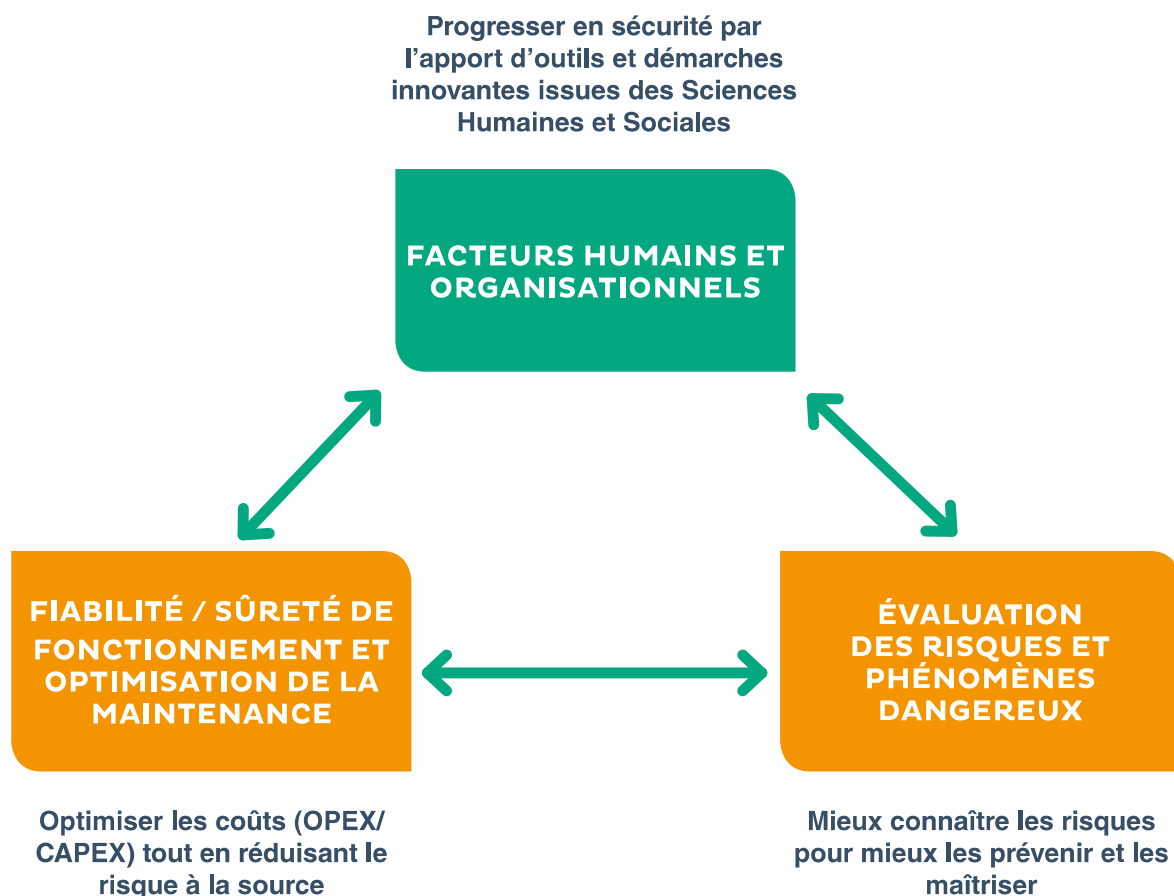 Progresser en sécurité par
l'apport d'outils et démarches
innovantes issues des Sciences
Humaines et Sociales
FACTEURS HUMAINS ET
ORGANISATIONNELS
FIABILITÉ / SÛRETÉ DE
FONCTIONNEMENT ET
OPTIMISATION DE LA
MAINTENANCE
ÉVALUATION
DES RISQUES ET
PHÉNOMÈNES
DANGEREUX
Optimiser les coûts (OPEX/
CAPEX) tout en réduisant le
risque à la source
Mieux connaître les risques
pour mieux les prévenir et les
maîtriser